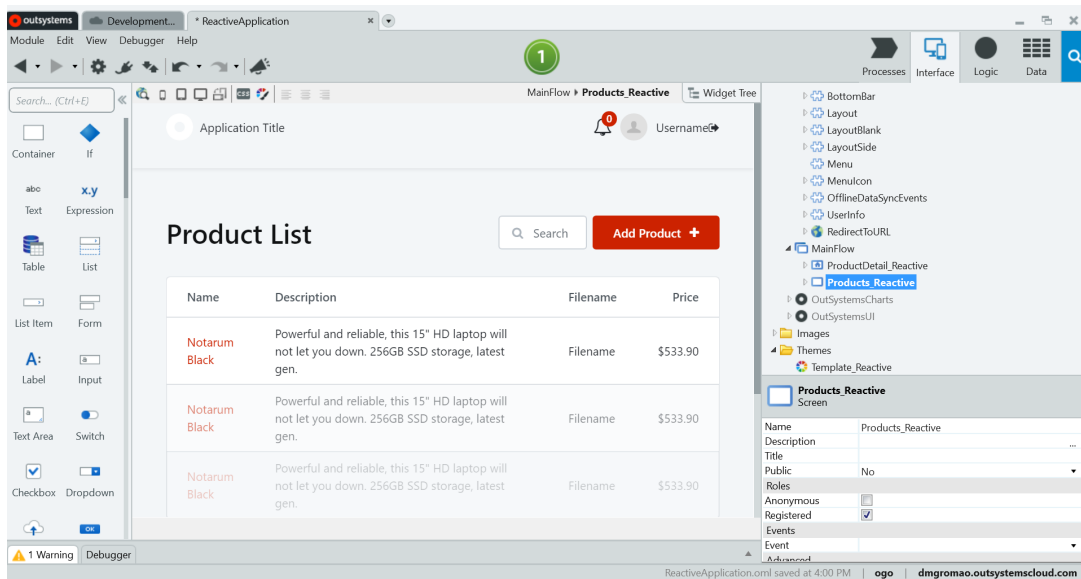 outsystems
Development...
* ReactiveApplication
Module Edit View Debugger Help
1
Processes
Interface
Logic
Data
Search... (Ctrl+E)
CSS
MainFlow
Products_Reactive
Widget Tree
Container
If
abc
Text
x.y
Expression
Table
List
List Item
Form
A:
Label
a
Input
a
Text Area
Switch
Checkbox
Dropdown
OK
Application Title
0
Username
Product List
Search
Add Product +
Name Description Filename Price
Notarum Black
Powerful and reliable, this 15" HD laptop will
not let you down. 256GB SSD storage, latest
gen.
Filename
$533.90
Notarum Black
Powerful and reliable, this 15" HD laptop will
not let you down. 256GB SSD storage, latest
gen.
Filename
$533.90
Notarum Black
Powerful and reliable, this 15" HD laptop will
not let you down. 256GB SSD storage, latest
gen.
Filename
$533.90
BottomBar
Layout
LayoutBlank
LayoutSide
Menu
MenuIcon
OfflineDataSyncEvents
UserInfo
RedirectToURL
MainFlow
ProductDetail_Reactive
Products_Reactive
OutSystemsCharts
OutSystemsUI
Images
Themes
Template_Reactive
Products_Reactive
Screen
Name Products_Reactive
Description ...
Title
Public No
Roles
Anonymous
Registered
Events
Event
Advanced
1 Warning
Debugger
ReactiveApplication.oml saved at 4:00 PM
ogo
dmgromao.outsystemscloud.com